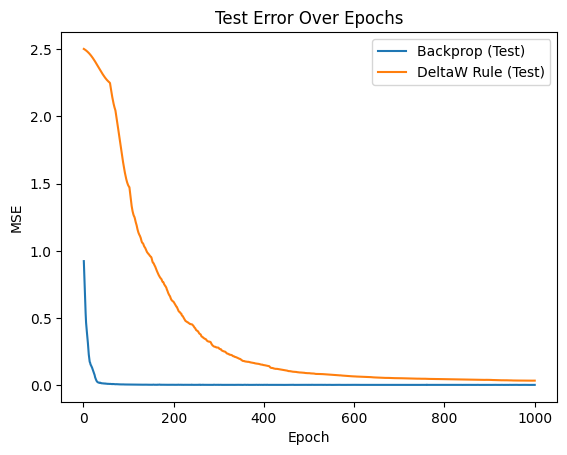 Test Error Over Epochs
Backprop (Test)
DeltaW Rule (Test)
MSE
2.5
2.0
1.5
1.0
0.5
0.0
0 200 400 600 800 1000
Epoch